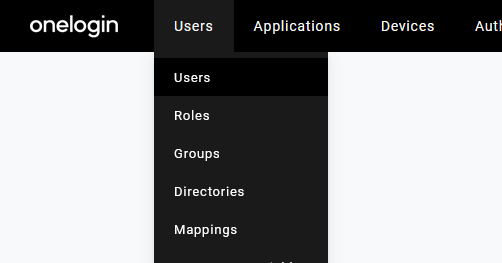 onelogin Users Applications Devices
Users
Roles
Groups
Directories
Mappings